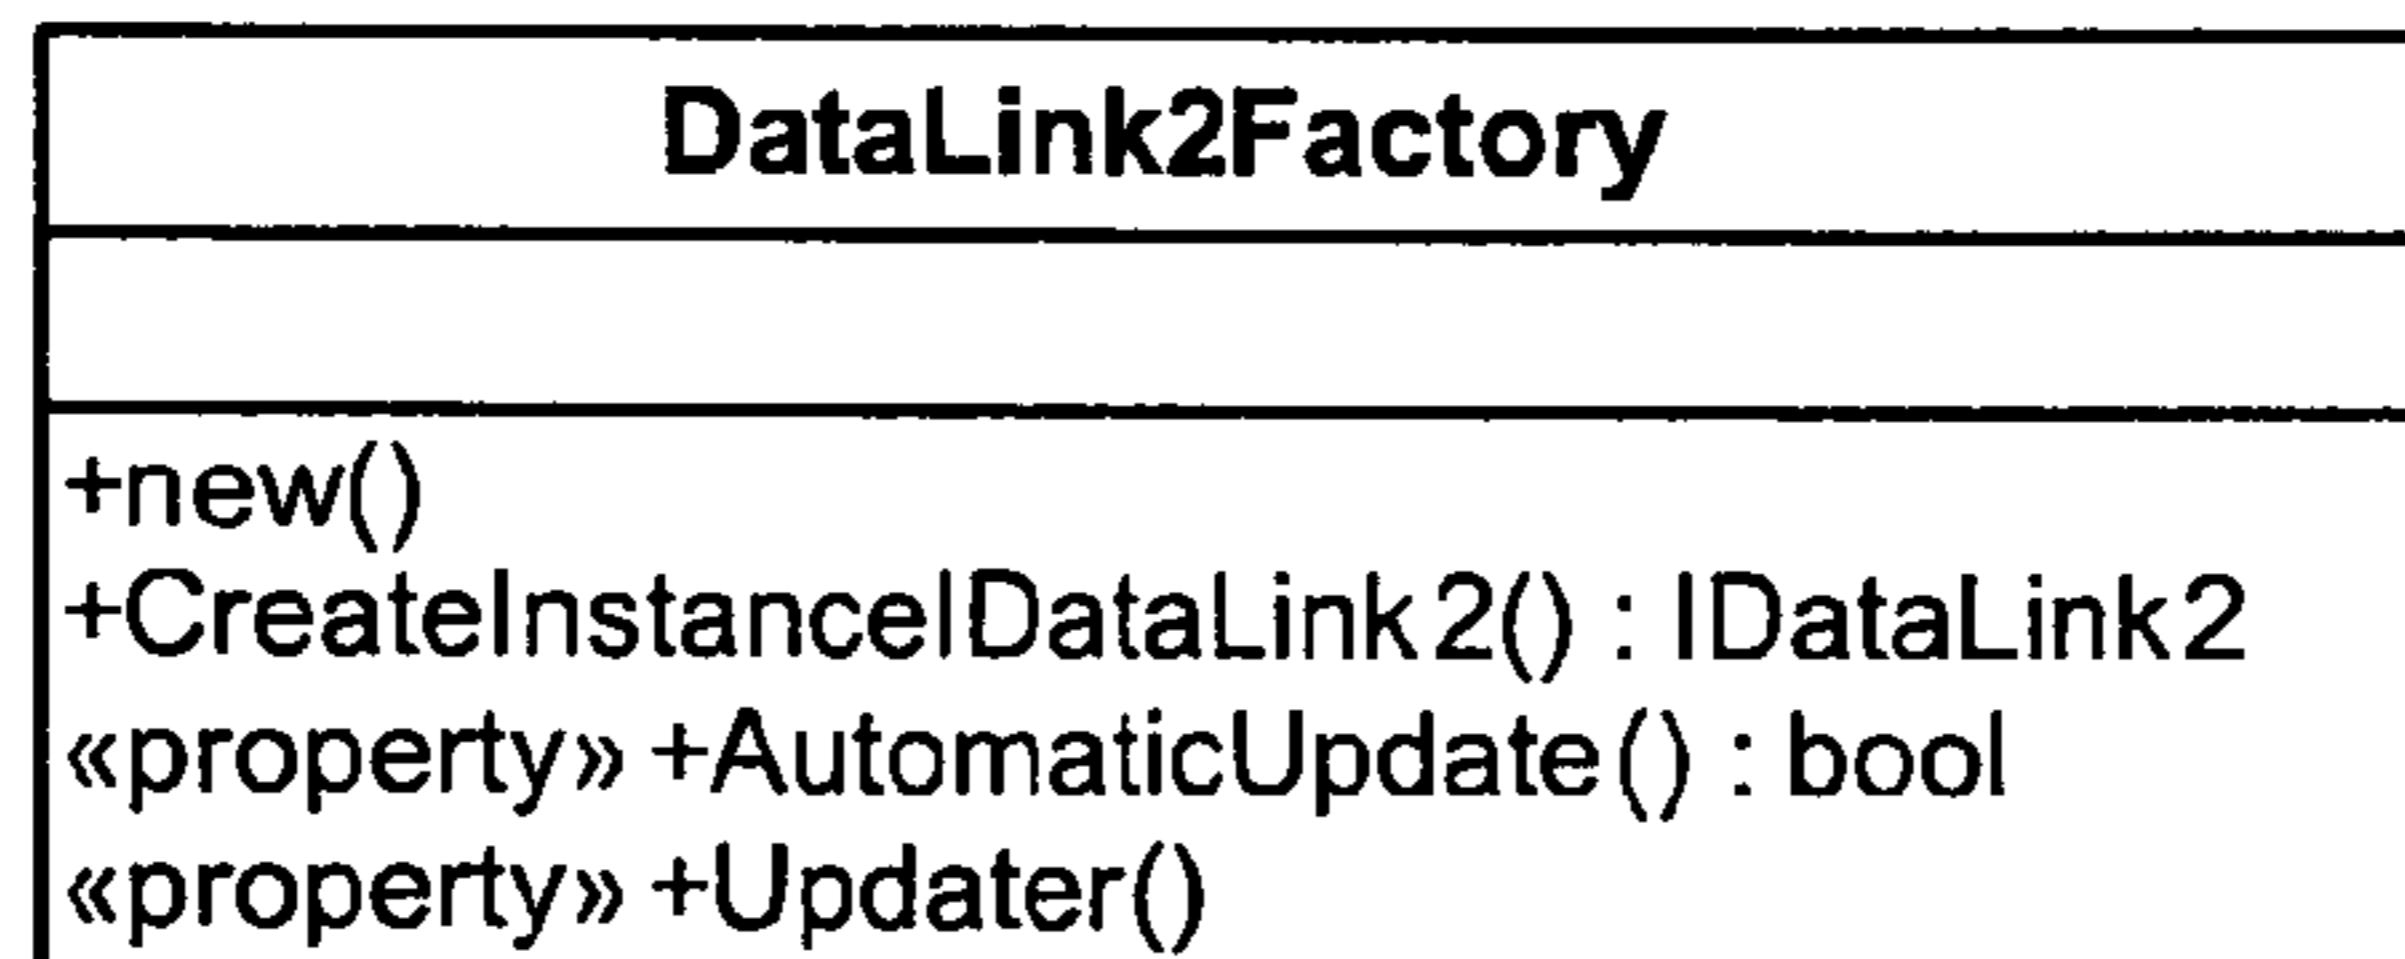 DataLink2Factory
+new()
+CreateInstanceIDataLink2() : IDataLink2
«property» +AutomaticUpdate() : bool
«property» +Updater()